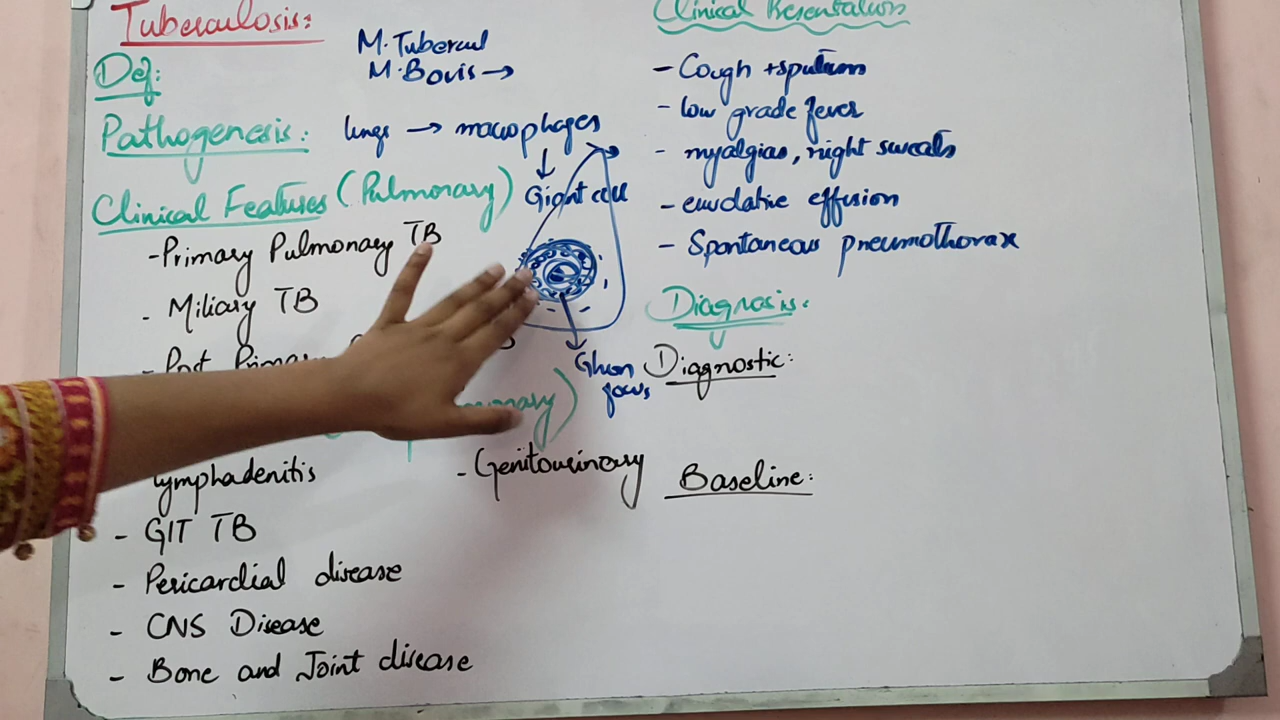 Tuberculosis:
Def:
M. Tubercul
M. Bovis →
Pathogenesis: lungs → macrophages
↓
Giant cell
Clinical Features (Pulmonary)
- Primary Pulmonary TB
- Miliary TB
- Post Primary
Ghon
focus
lymphadenitis
- Genitourinary
- GIT TB
- Pericardial disease
- CNS Disease
- Bone and Joint disease
Clinical Presentation
- Cough + sputum
- low grade fever
- myalgias, night sweats
- exudative effusion
- Spontaneous pneumothorax
Diagnosis:
Diagnostic:
Baseline: